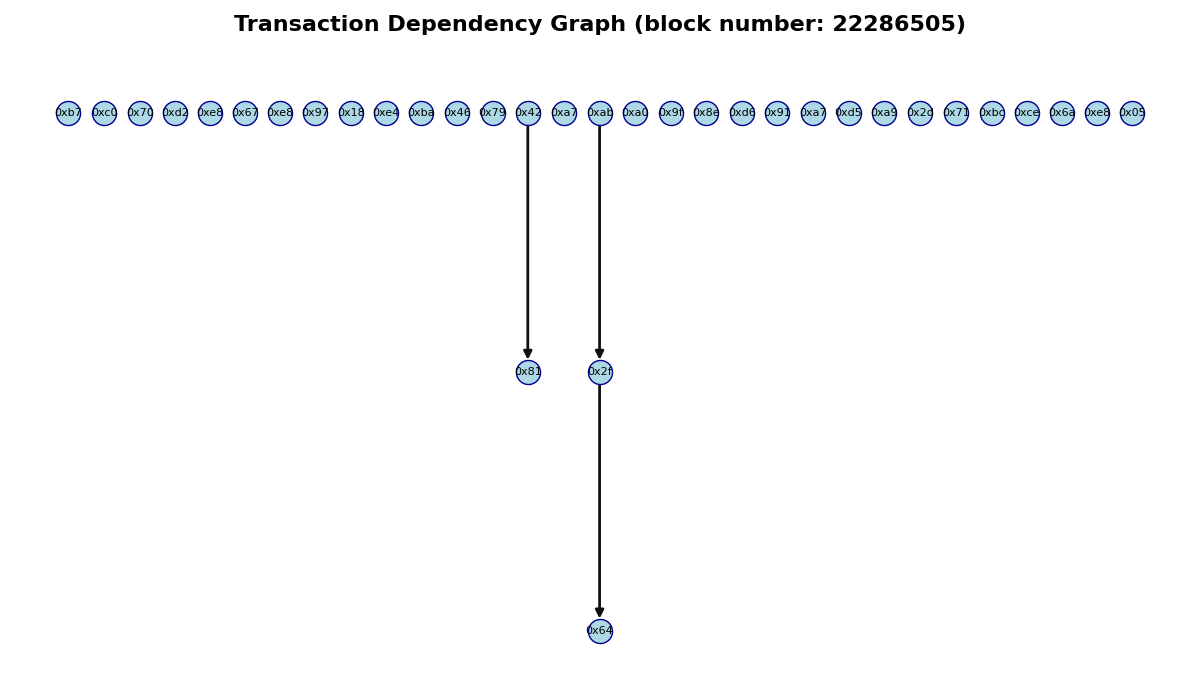 Transaction Dependency Graph (block number: 22286505)
0xb7 0xc0 0x70 0xd2 0xe8 0x67 0xe8 0x97 0x18 0xe4 0xba 0x46 0x79 0x42 0xa7 0xab 0xa0 0x9f 0x8e 0xd6 0x91 0xa7 0xd5 0xa9 0x2d 0x71 0xbc 0xce 0x6a 0xe8 0x05
0x81 0x2f
0x64